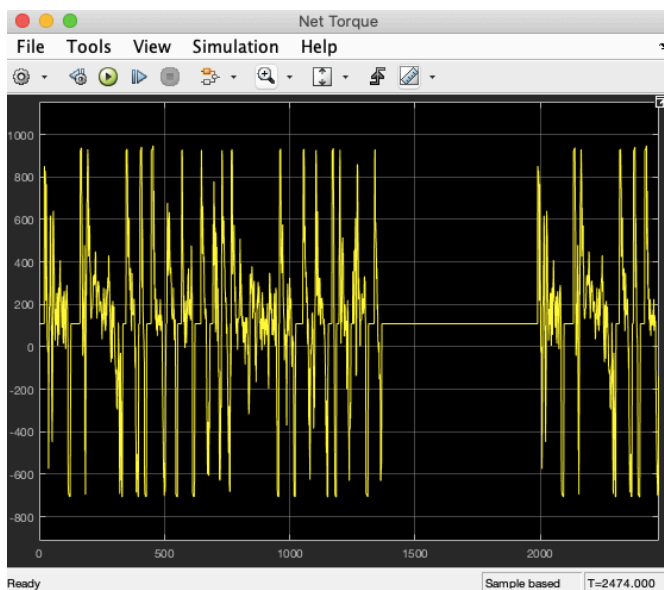 Net Torque
File Tools View Simulation Help
1000
800
600
400
200
0
-200
-400
-600
-800
0 500 1000 1500 2000
Ready Sample based T=2474.000